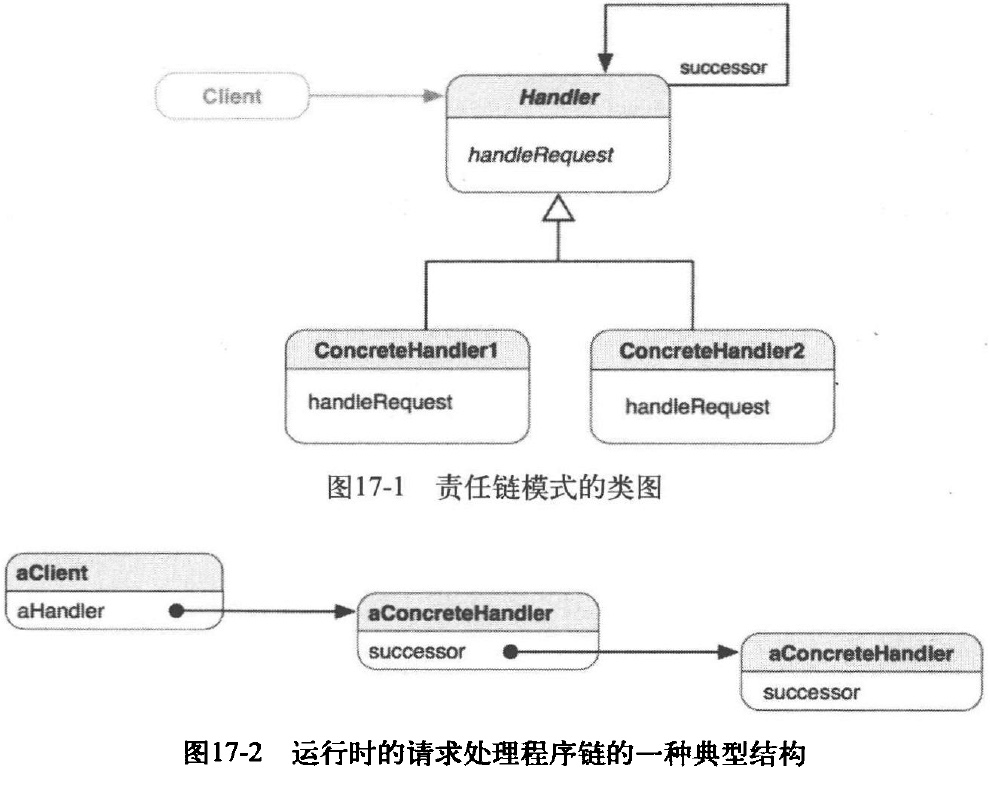 successor
Client
Handler
handleRequest
ConcreteHandler1
handleRequest
ConcreteHandler2
handleRequest
图17-1 责任链模式的类图
aClient
aHandler
aConcreteHandler
successor
aConcreteHandler
successor
图17-2 运行时的请求处理程序链的一种典型结构